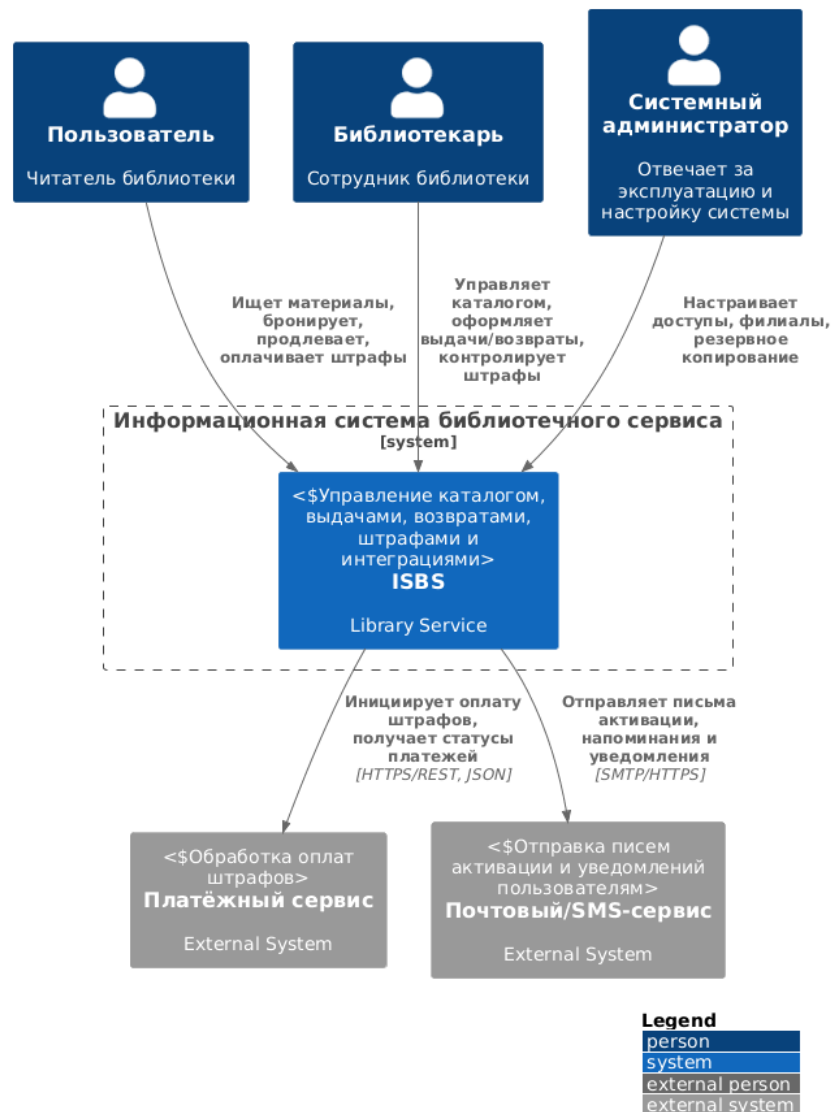 Пользователь
Читатель библиотеки
Библиотекарь
Сотрудник библиотеки
Системный
администратор
Отвечает за
эксплуатацию и
настройку системы
Ищет материалы,
бронирует,
продлевает,
оплачивает штрафы
Управляет
каталогом,
оформляет
выдачи/возвраты,
контролирует
штрафы
Настраивает
доступы, филиалы,
резервное
копирование
Информационная система библиотечного сервиса
[system]
<$Управление каталогом,
выдачами, возвратами,
штрафами и
интеграциями>
ISBS
Library Service
Инициирует оплату
штрафов,
получает статусы
платежей
[HTTPS/REST, JSON]
Отправляет письма
активации,
напоминания и
уведомления
[SMTP/HTTPS]
<$Обработка оплат
штрафов>
Платёжный сервис
External System
<$Отправка писем
активации и уведомлений
пользователям>
Почтовый/SMS-сервис
External System
Legend
person
system
external person
external system